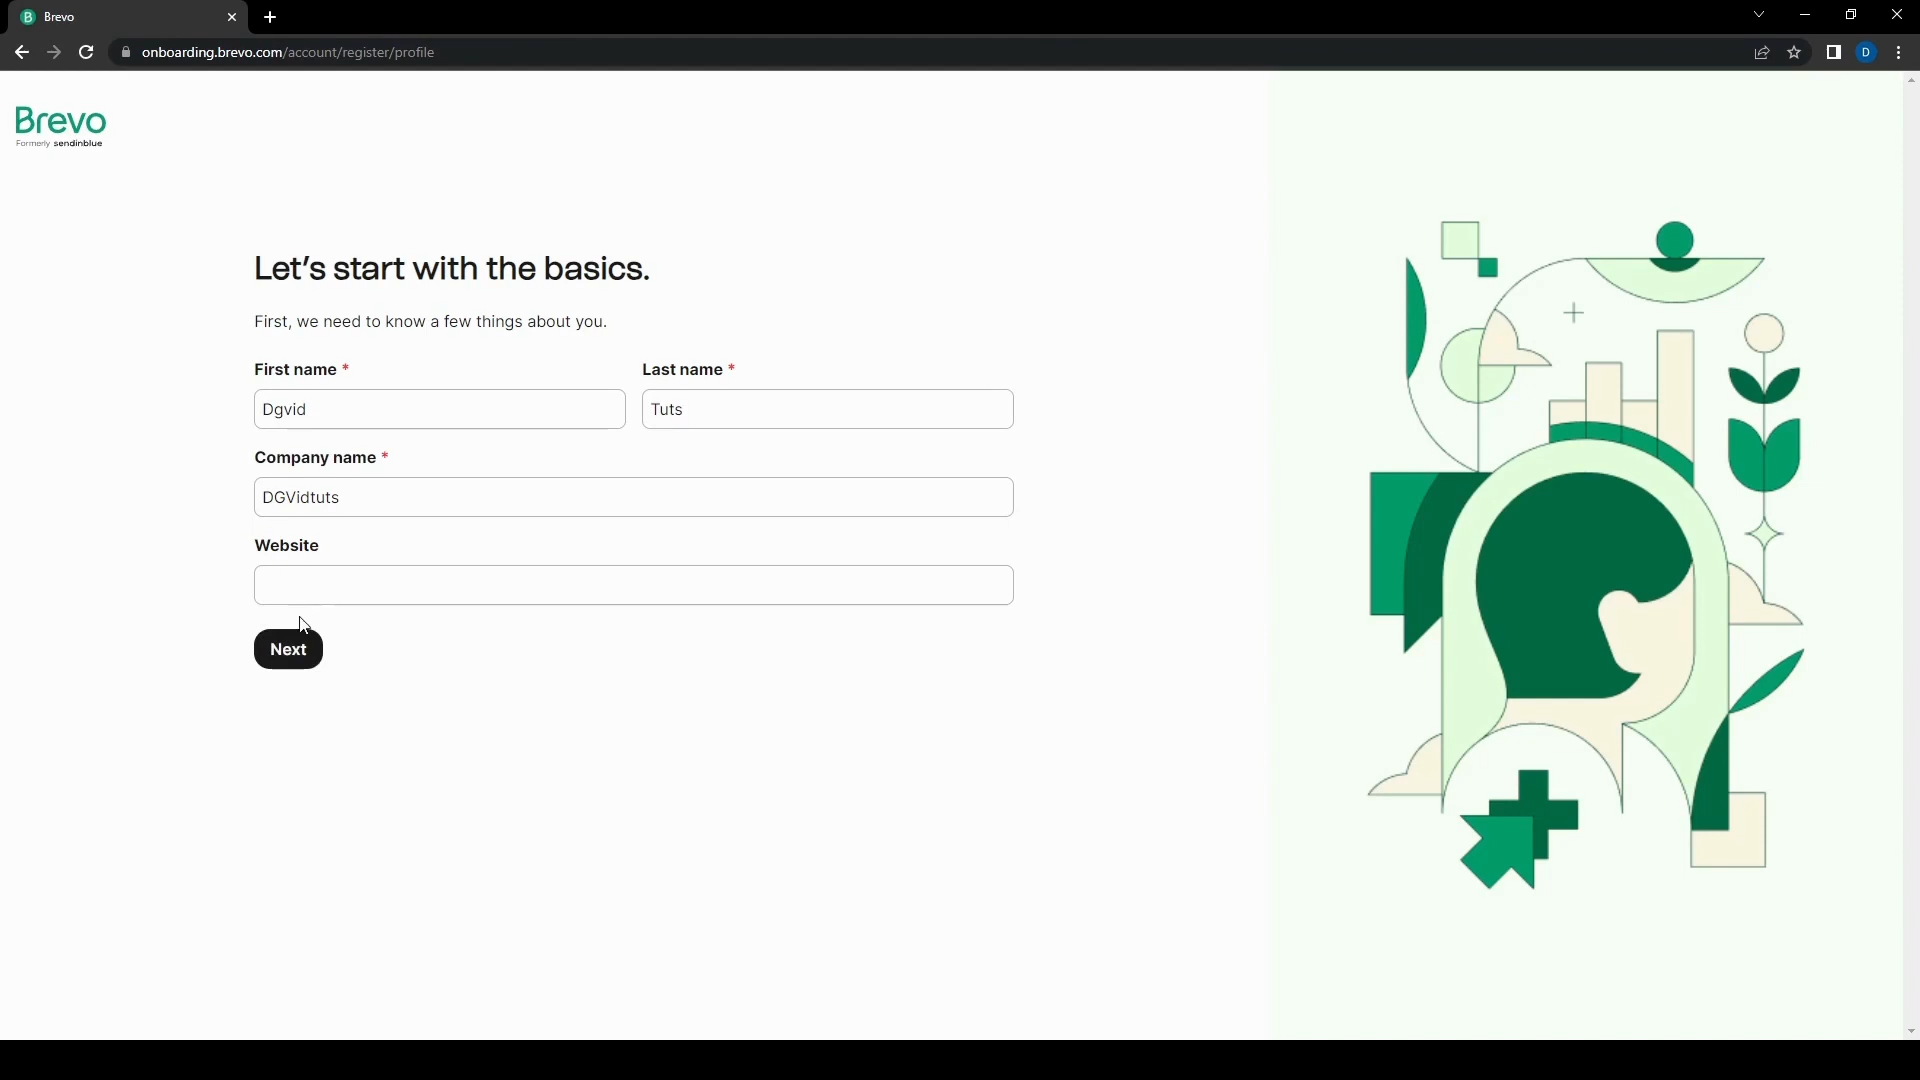 Brevo
onboarding.brevo.com/account/register/profile
D
Brevo
Formerly sendinblue
Let's start with the basics.
First, we need to know a few things about you.
First name * Last name *
Dgvid Tuts
Company name *
DGVidtuts
Website
Next